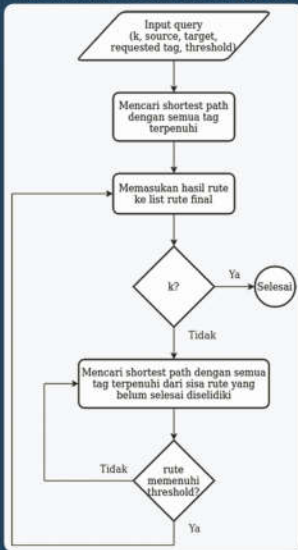 Input query
(k, source, target,
requested tag, threshold)
Mencari shortest path
dengan semua tag
terpenuhi
Memasukan hasil rute
ke list rute final
k?
Ya
Selesai
Tidak
Mencari shortest path dengan semua
tag terpenuhi dari sisa rute yang
belum selesai diselidiki
Tidak
rute
memenuhi
threshold?
Ya